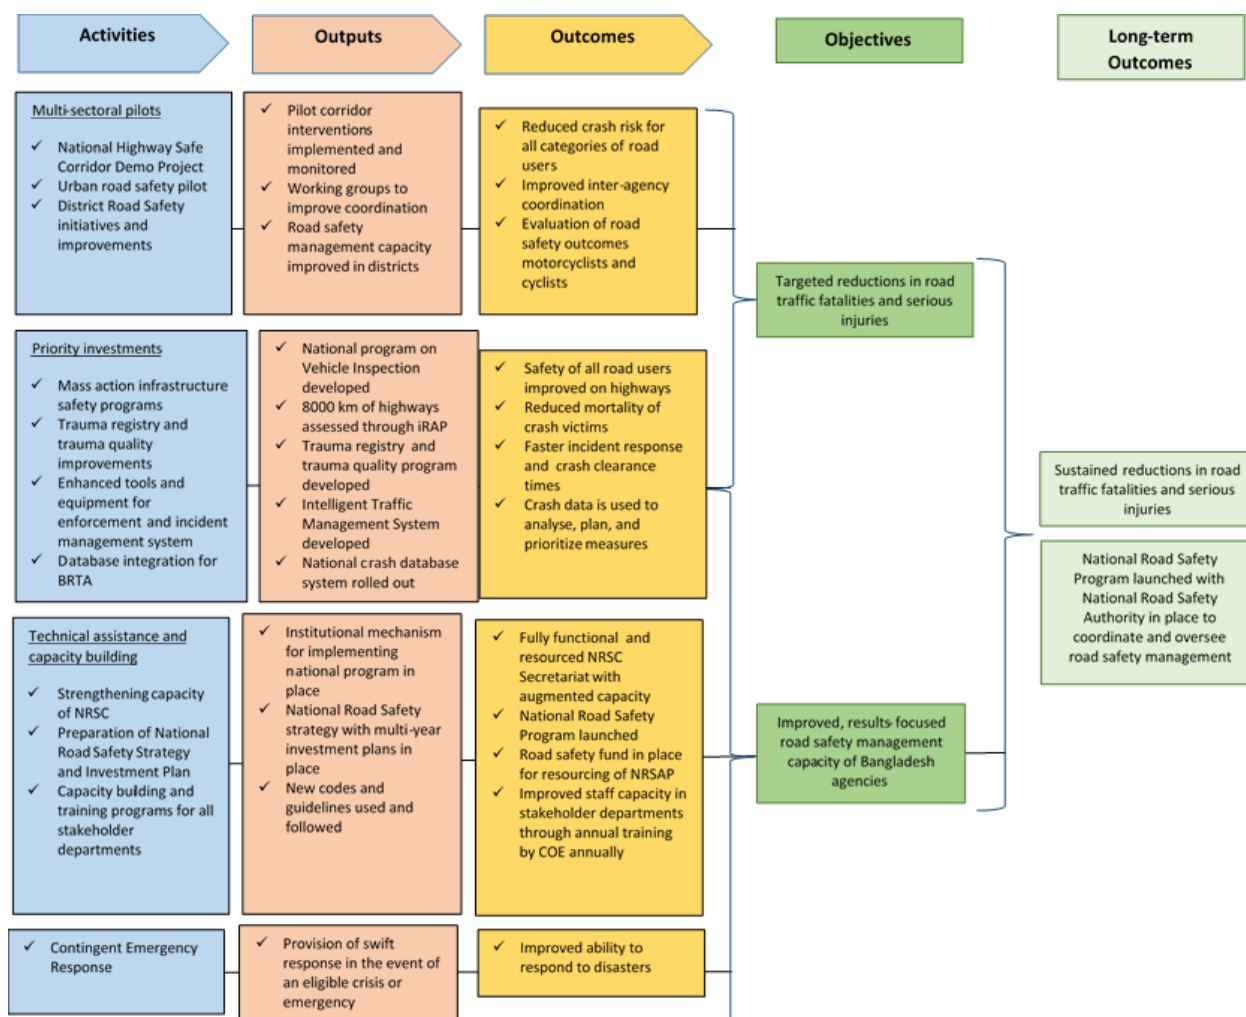 Activities
Outputs
Outcomes
Objectives
Long-term
Outcomes
Multi-sectoral pilots
✓ National Highway Safe
Corridor Demo Project
✓ Urban road safety pilot
✓ District Road Safety
initiatives and
improvements
✓ Pilot corridor
interventions
implemented and
monitored
✓ Working groups to
improve coordination
✓ Road safety
management capacity
improved in districts
✓ Reduced crash risk for
all categories of road
users
✓ Improved inter-agency
coordination
✓ Evaluation of road
safety outcomes
motorcyclists and
cyclists
Priority investments
✓ Mass action infrastructure
safety programs
✓ Trauma registry and
trauma quality
improvements
✓ Enhanced tools and
equipment for
enforcement and incident
management system
✓ Database integration for
BRTA
✓ National program on
Vehicle Inspection
developed
✓ 8000 km of highways
assessed through iRAP
✓ Trauma registry and
trauma quality program
developed
✓ Intelligent Traffic
Management System
developed
✓ National crash database
system rolled out
✓ Safety of all road users
improved on highways
✓ Reduced mortality of
crash victims
✓ Faster incident response
and crash clearance
times
✓ Crash data is used to
analyse, plan, and
prioritize measures
Technical assistance and
capacity building
✓ Strengthening capacity
of NRSC
✓ Preparation of National
Road Safety Strategy
and Investment Plan
✓ Capacity building and
training programs for all
stakeholder
departments
✓ Institutional mechanism
for implementing
national program in
place
✓ National Road Safety
strategy with multi-year
investment plans in
place
✓ New codes and
guidelines used and
followed
✓ Fully functional and
resourced NRSC
Secretariat with
augmented capacity
✓ National Road Safety
Program launched
✓ Road safety fund in place
for resourcing of NRSAP
✓ Improved staff capacity in
stakeholder departments
through annual training
by COE annually
✓ Contingent Emergency
Response
✓ Provision of swift
response in the event of
an eligible crisis or
emergency
✓ Improved ability to
respond to disasters
Targeted reductions in road
traffic fatalities and serious
injuries
Improved, results-focused
road safety management
capacity of Bangladesh
agencies
Sustained reductions in road
traffic fatalities and serious
injuries
National Road Safety
Program launched with
National Road Safety
Authority in place to
coordinate and oversee
road safety management